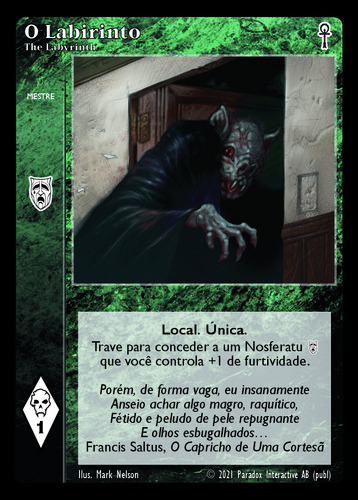 O Labirinto
The Labyrinth
MESTRE
Local. Única.
Trave para conceder a um Nosferatu
que você controla +1 de furtividade.
Porém, de forma vaga, eu insanamente
Anseio achar algo magro, raquítico,
Fétido e peludo de pele repugnante
E olhos esbugalhados…
Francis Saltus, O Capricho de Uma Cortesã
1
Illus. Mark Nelson
© 2021 Paradox Interactive AB (publ)